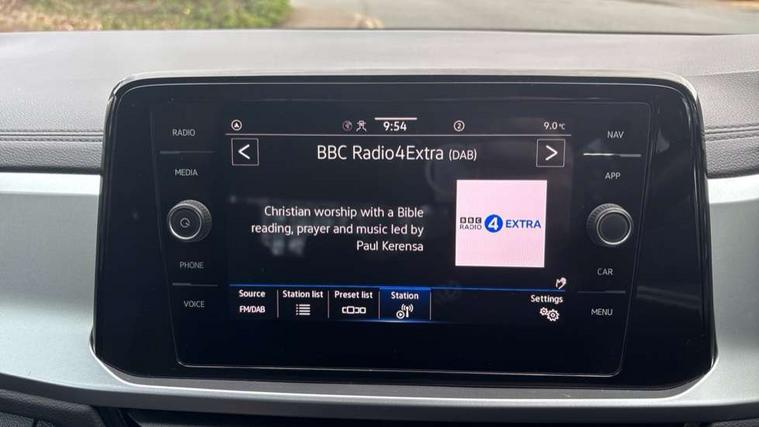 RADIO
MEDIA
PHONE
VOICE
9:54
2
9.0°C
BBC Radio4Extra (DAB)
Christian worship with a Bible
reading, prayer and music led by
Paul Kerensa
BBC
RADIO 4 EXTRA
Source
FM/DAB
Station list
Preset list
Station
Settings
NAV
APP
CAR
MENU